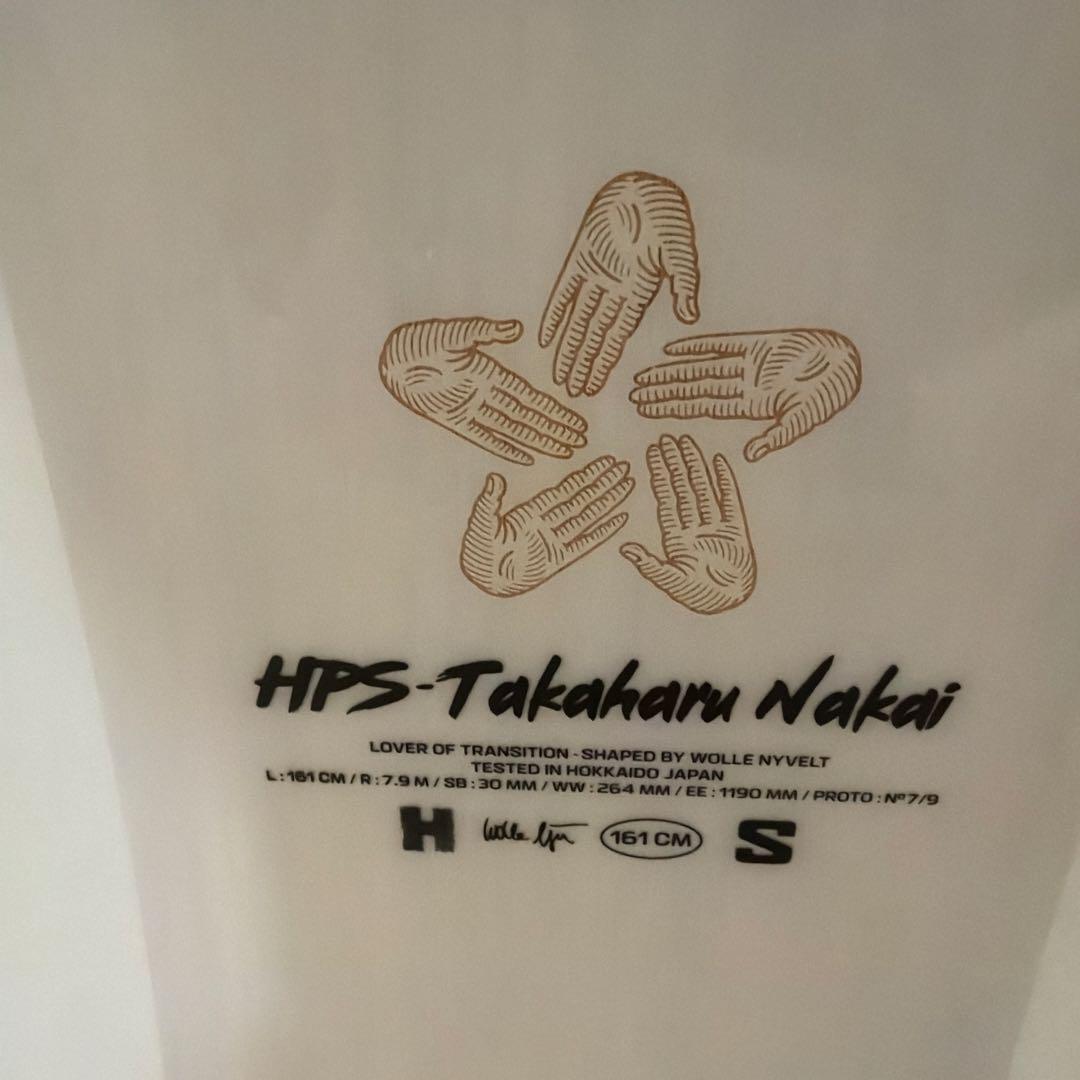 HPS-Takaharu Nakai
LOVER OF TRANSITION - SHAPED BY WOLLE NYVELT
TESTED IN HOKKAIDO JAPAN
L : 161 CM / R : 7.9 M / SB : 30 MM / WW : 264 MM / EE : 1190 MM / PROTO : Nº7/9
H 161 CM S